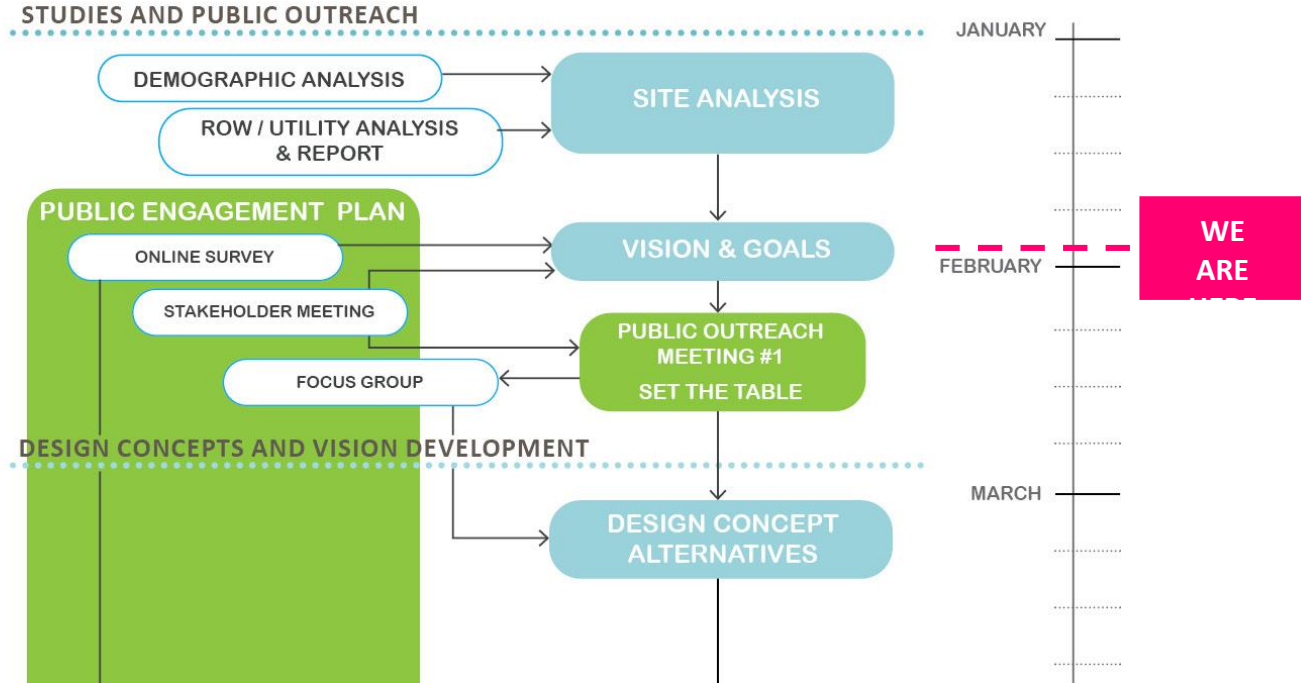 STUDIES AND PUBLIC OUTREACH
JANUARY
DEMOGRAPHIC ANALYSIS
SITE ANALYSIS
ROW / UTILITY ANALYSIS
& REPORT
PUBLIC ENGAGEMENT PLAN
ONLINE SURVEY
VISION & GOALS
WE
ARE
FEBRUARY
STAKEHOLDER MEETING
PUBLIC OUTREACH
MEETING #1
SET THE TABLE
FOCUS GROUP
DESIGN CONCEPTS AND VISION DEVELOPMENT
MARCH
DESIGN CONCEPT
ALTERNATIVES